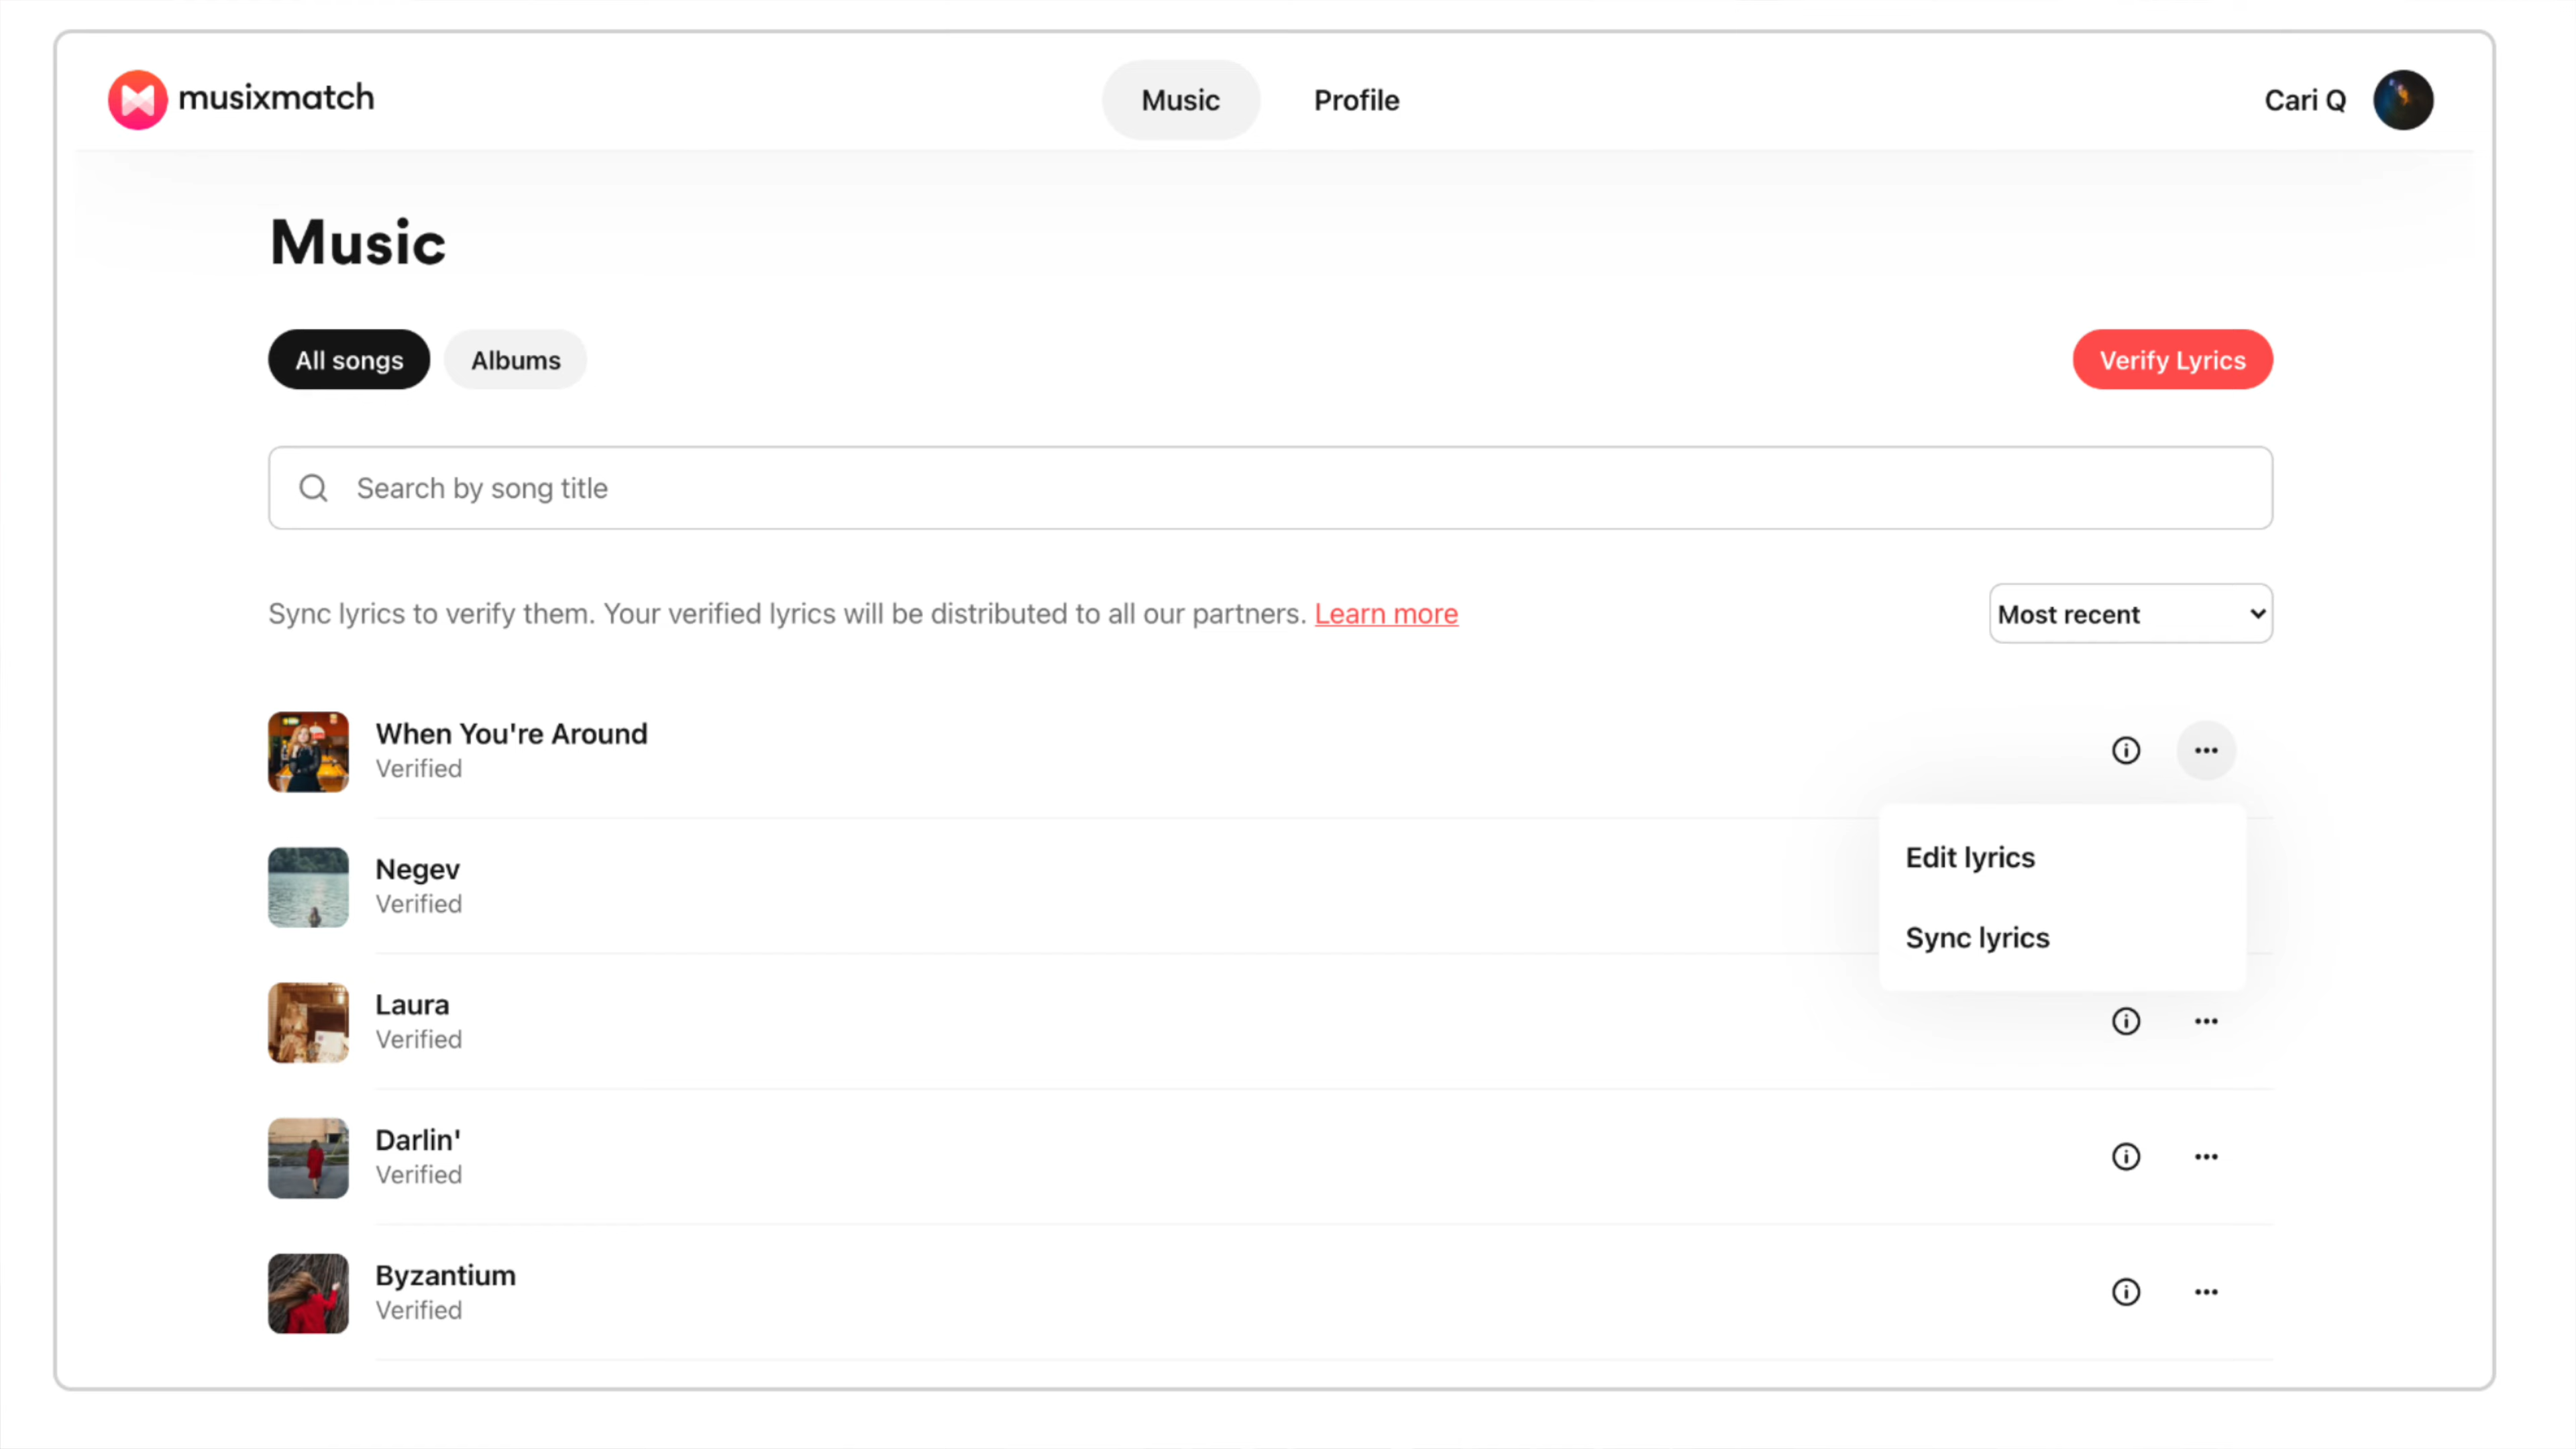 musixmatch
Music
Profile
Cari Q
Music
All songs
Albums
Verify Lyrics
Search by song title
Sync lyrics to verify them. Your verified lyrics will be distributed to all our partners. Learn more
Most recent
When You're Around
Verified
Edit lyrics
Negev
Verified
Sync lyrics
Laura
Verified
Darlin'
Verified
Byzantium
Verified